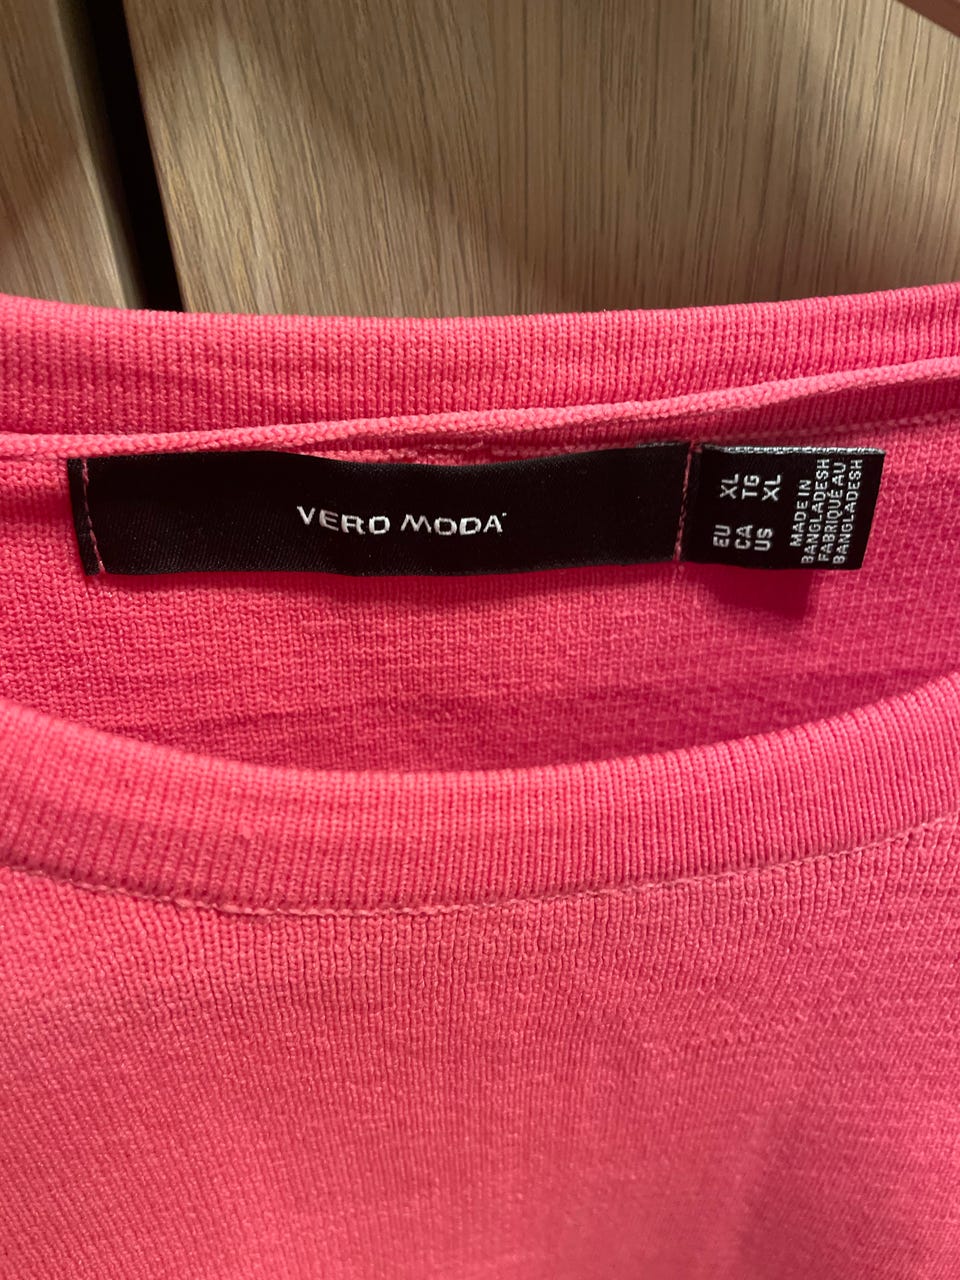 VERO MODA
EU XL
CA TG
US XL
MADE IN
BANGLADESH
FABRIQUÉ AU
BANGLADESH